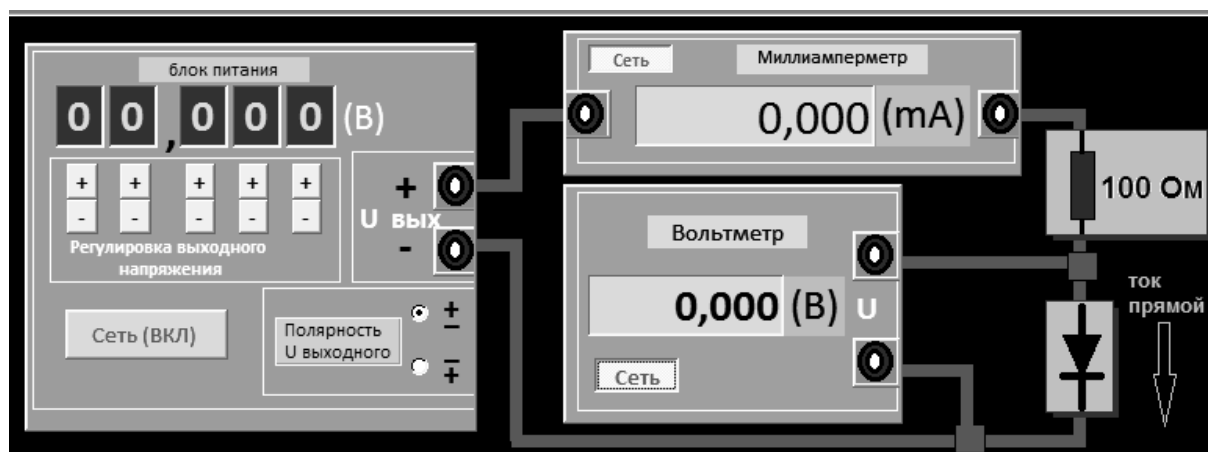 блок питания
00,000 (В)
+ + + + +
- - - - -
Регулировка выходного
напряжения
+
U вых
-
Сеть (ВКЛ)
Полярность
U выходного
+
-
-
+
Сеть
Миллиамперметр
0,000 (mA)
Вольтметр
0,000 (В) U
Сеть
100 Ом
ток
прямой